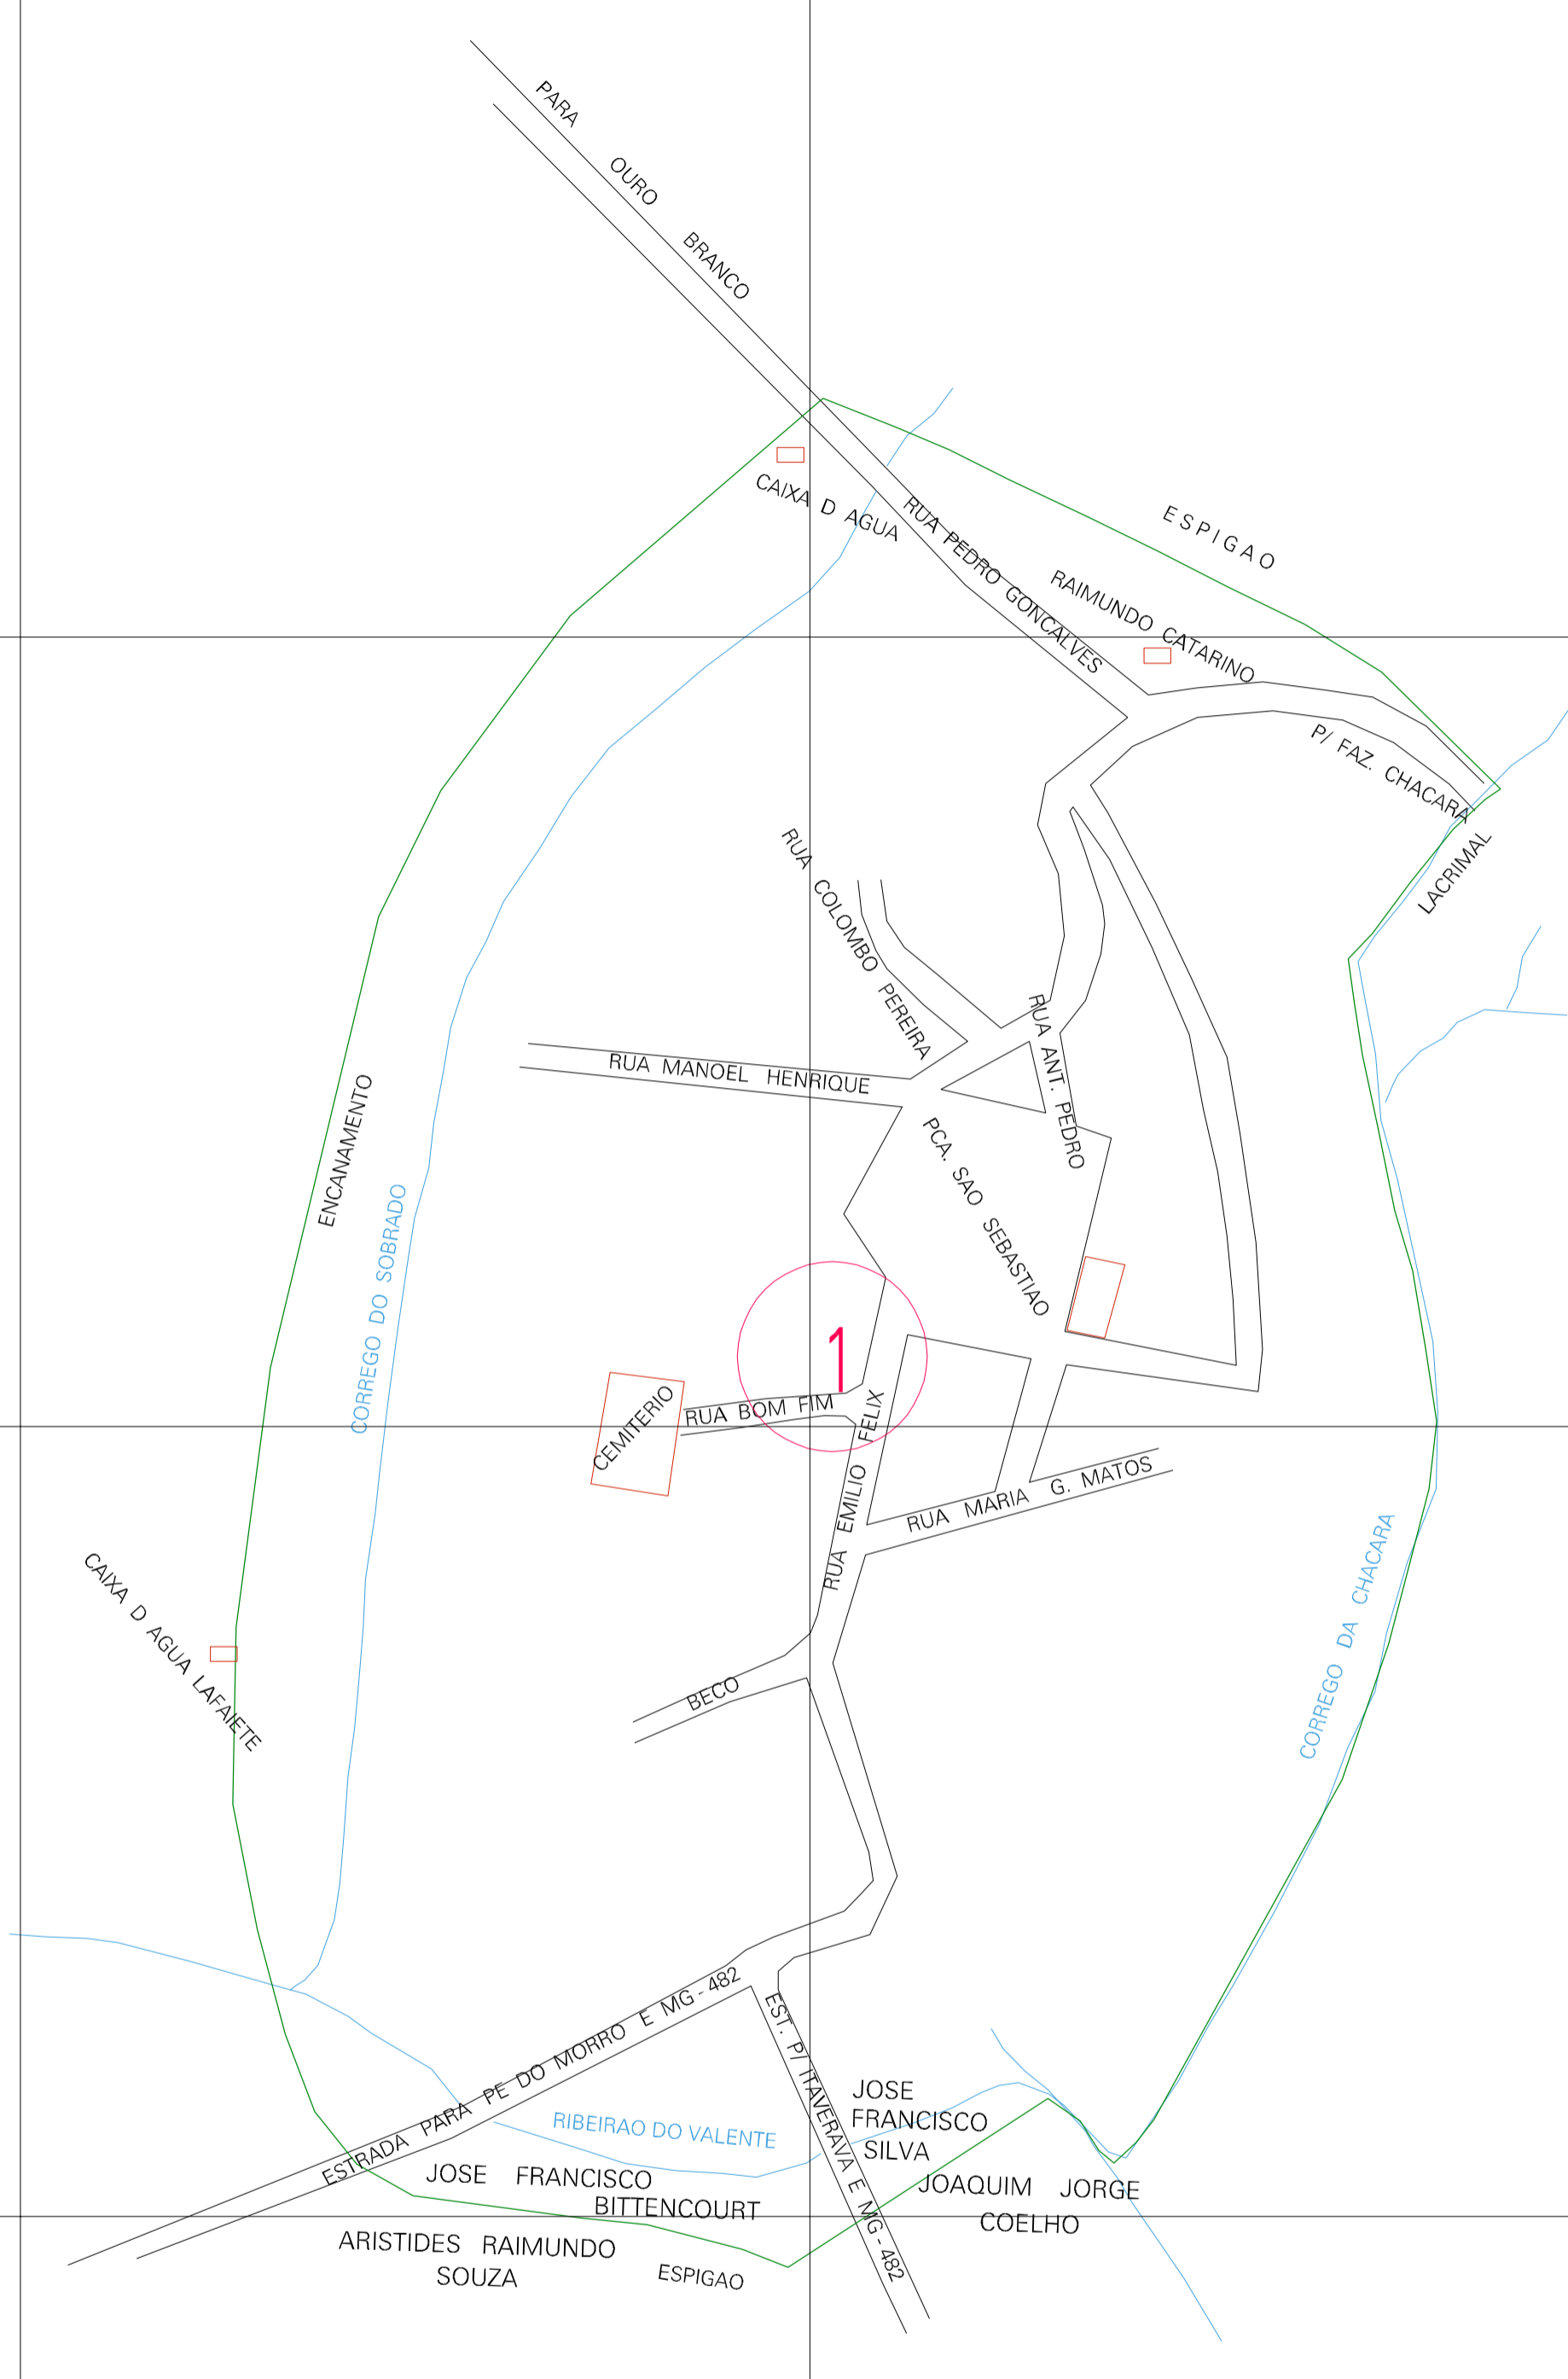 PARA OURO BRANCO
CAIXA D AGUA
RUA PEDRO GONCALVES
ESPIGAO
RAIMUNDO CATARINO
P/ FAZ. CHACARA
LACRIMAL
RUA COLOMBO PEREIRA
RUA MANOEL HENRIQUE
RUA ANT. PEDRO
ENCANAMENTO
PCA. SAO SEBASTIAO
CORREGO DO SOBRADO
1
CEMITERIO
RUA BOM FIM
RUA EMILIO FELIX
RUA MARIA G. MATOS
CORREGO DA CHACARA
CAIXA D AGUA LAFAIETE
BECO
ESTRADA PARA PE DO MORRO E MG-482
EST. P/ ITAVERAVA E MG-482
RIBEIRAO DO VALENTE
JOSE
FRANCISCO
SILVA
JOSE FRANCISCO
BITTENCOURT
JOAQUIM JORGE
COELHO
ARISTIDES RAIMUNDO
SOUZA
ESPIGAO